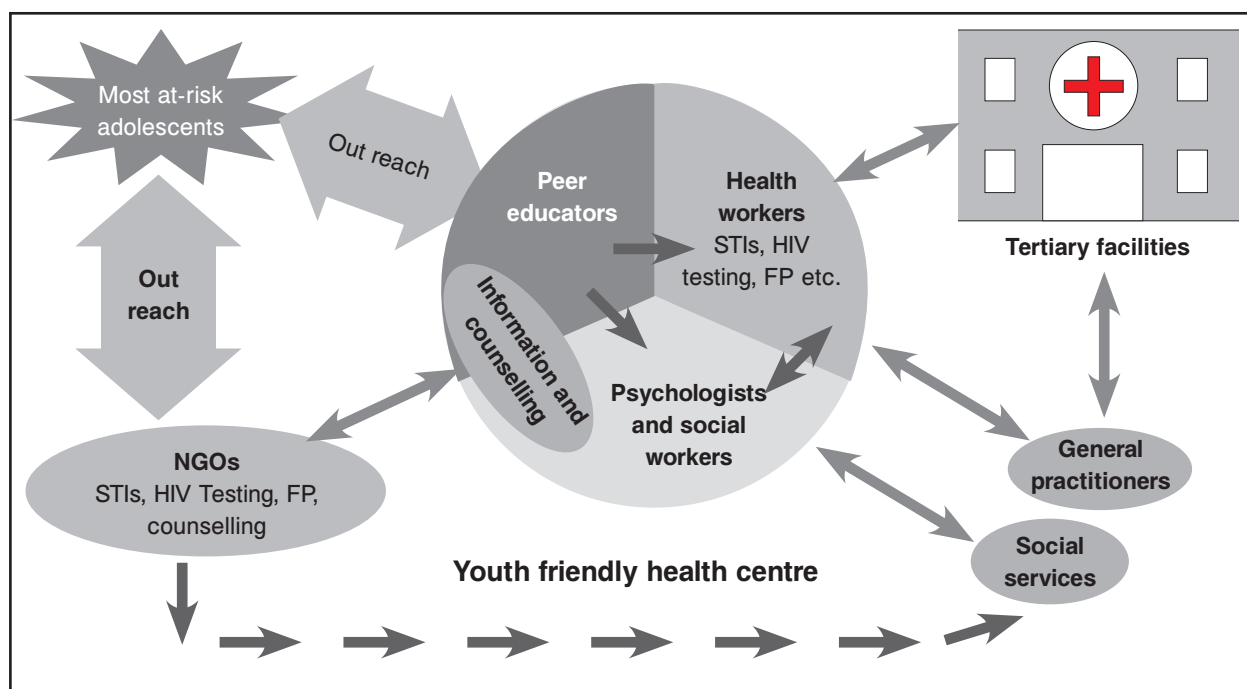 Most at-risk
adolescents
Out reach
Peer
educators
Health
workers
STIs, HIV
testing, FP etc.
Tertiary facilities
Out
reach
Information and
counselling
Psychologists
and social
workers
NGOs
STIs, HIV Testing, FP,
counselling
General
practitioners
Social
services
Youth friendly health centre